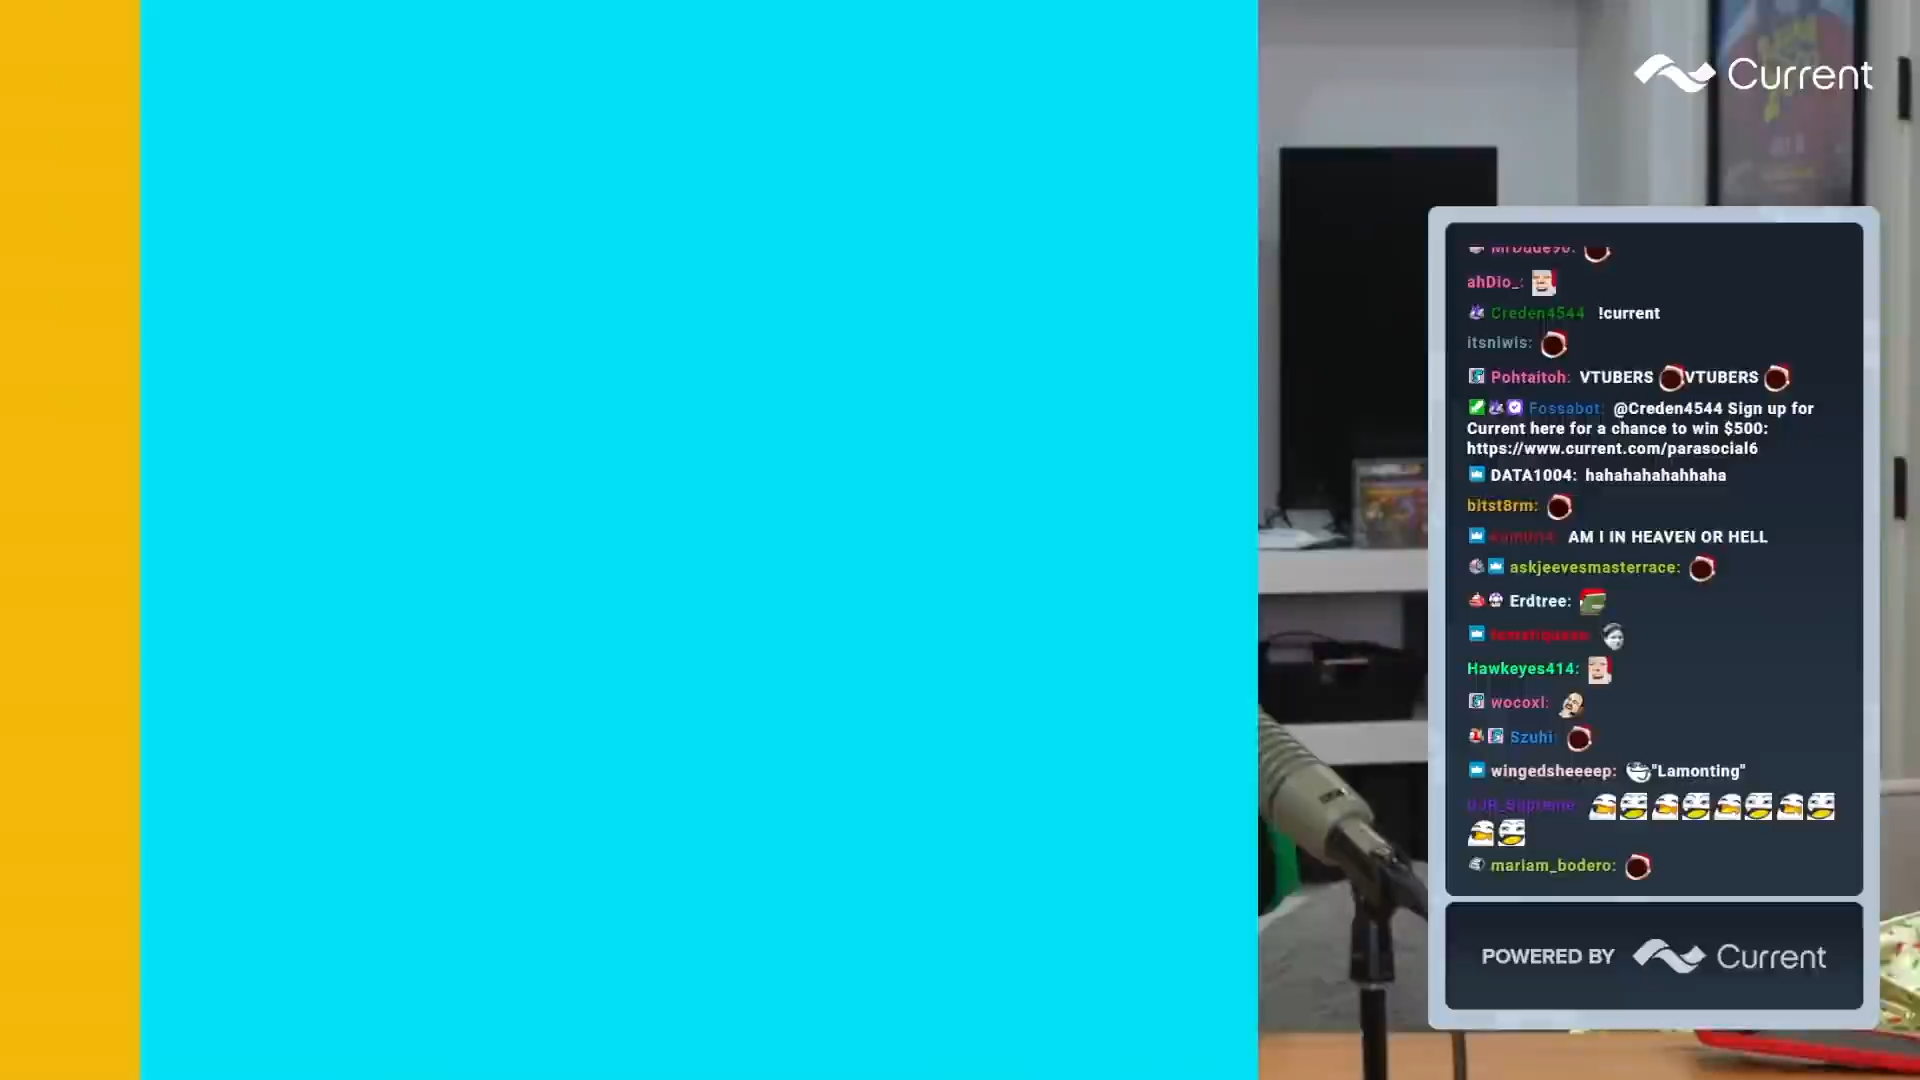 Current
MrDude90:
ahDio_:
Creden4544 !current
itsniwis:
Pohtaitoh: VTUBERS VTUBERS
Fossabot: @Creden4544 Sign up for
Current here for a chance to win $500:
https://www.current.com/parasocial6
DATA1004: hahahahahahhaha
bitst8rm:
AM I IN HEAVEN OR HELL
askjeevesmasterrace:
Erdtree:
Hawkeyes414:
wocoxl:
Szuhi:
wingedsheeeep: "Lamonting"
mariam_bodero:
POWERED BY Current